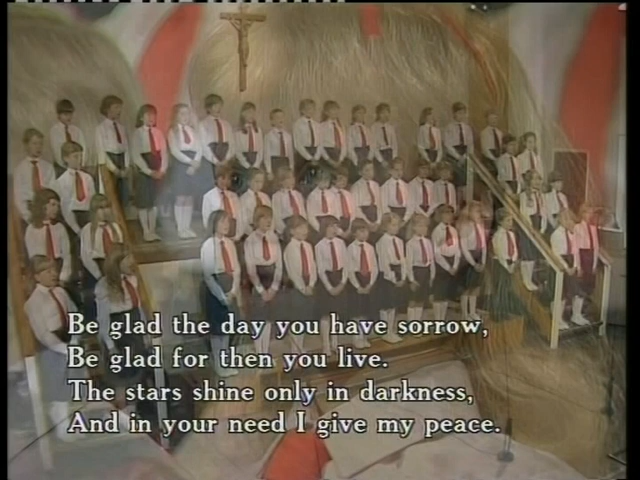 Be glad the day you have sorrow,
Be glad for then you live.
The stars shine only in darkness,
And in your need I give my peace.